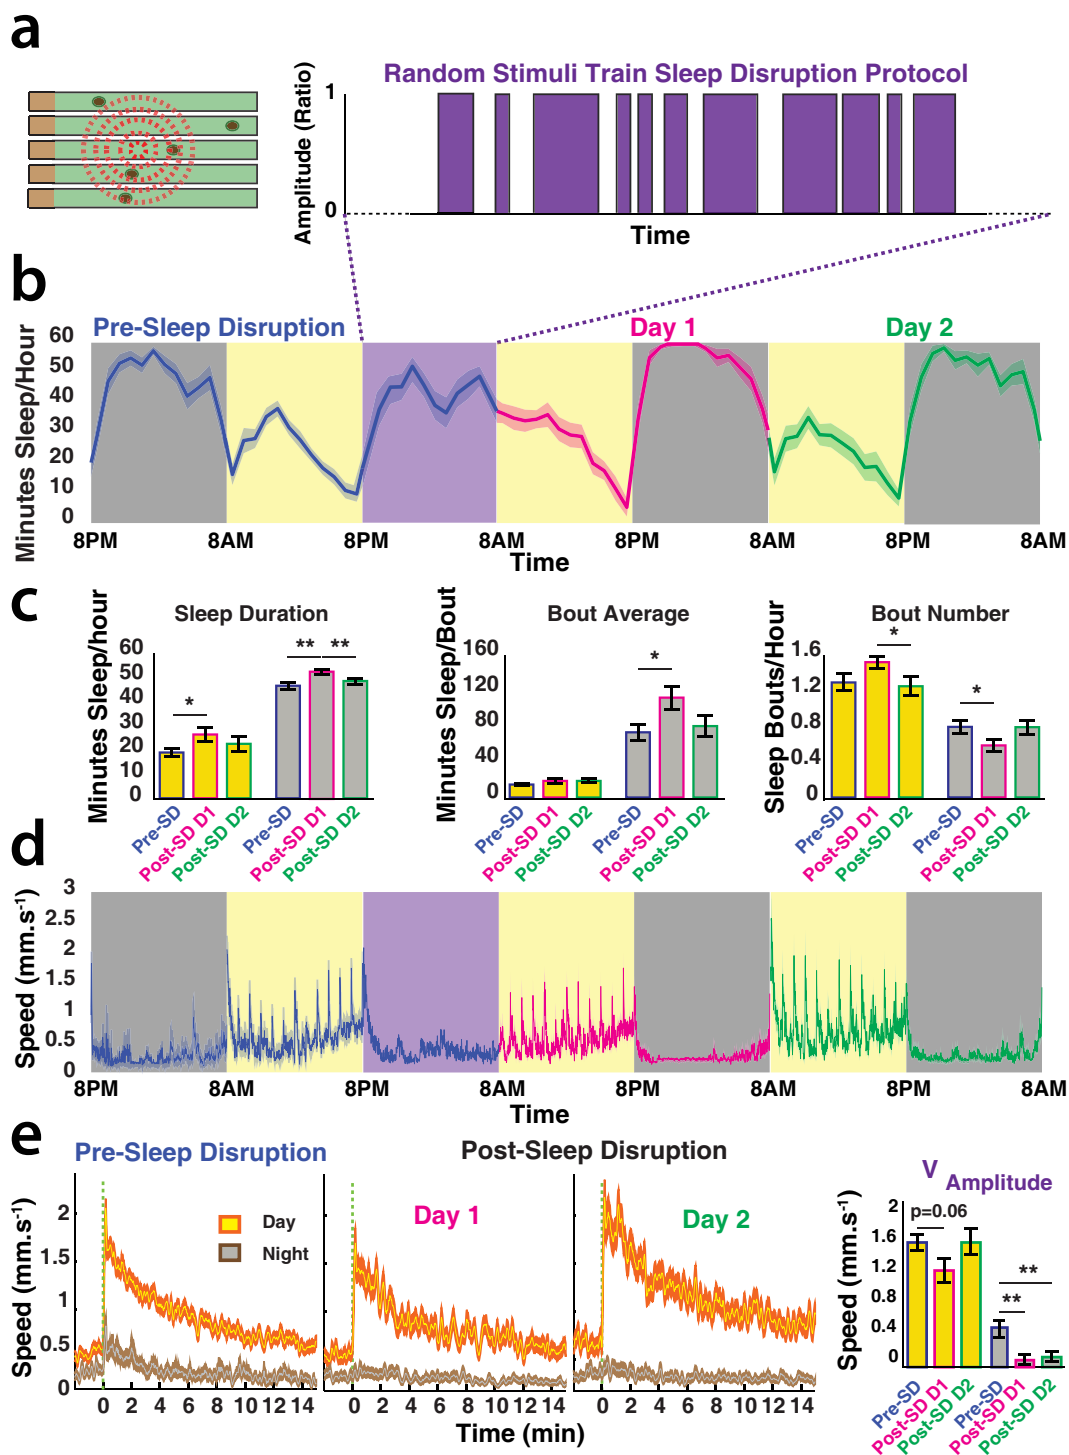 a
Random Stimuli Train Sleep Disruption Protocol
Amplitude (Ratio)
1
0
Time
b
Pre-Sleep Disruption
Day 1
Day 2
Minutes Sleep/Hour
60
50
40
30
20
10
0
8PM 8AM 8PM 8AM 8PM 8AM 8PM 8AM
Time
c
Sleep Duration
Minutes Sleep/hour
60
50
40
30
20
10
0
*
** **
Pre-SD Post-SD D1 Post-SD D2 Pre-SD Post-SD D1 Post-SD D2
Bout Average
Minutes Sleep/Bout
160
120
80
40
0
*
Pre-SD Post-SD D1 Post-SD D2 Pre-SD Post-SD D1 Post-SD D2
Bout Number
Sleep Bouts/Hour
1.6
1.2
0.8
0.4
0
*
*
Pre-SD Post-SD D1 Post-SD D2 Pre-SD Post-SD D1 Post-SD D2
d
Speed (mm.s-1)
3
2.5
2
1.5
1
0.5
0
8PM 8AM 8PM 8AM 8PM 8AM 8PM 8AM
Time
e
Pre-Sleep Disruption
Post-Sleep Disruption
Speed (mm.s-1)
2
1.5
1
0.5
0
Day
Night
Day 1
Day 2
0 2 4 6 8 10 12 14
0 2 4 6 8 10 12 14
0 2 4 6 8 10 12 14
Time (min)
V Amplitude
Speed (mm.s-1)
2
1.6
1.2
0.8
0.4
0
p=0.06
**
**
Pre-SD Post-SD D1 Post-SD D2 Pre-SD Post-SD D1 Post-SD D2